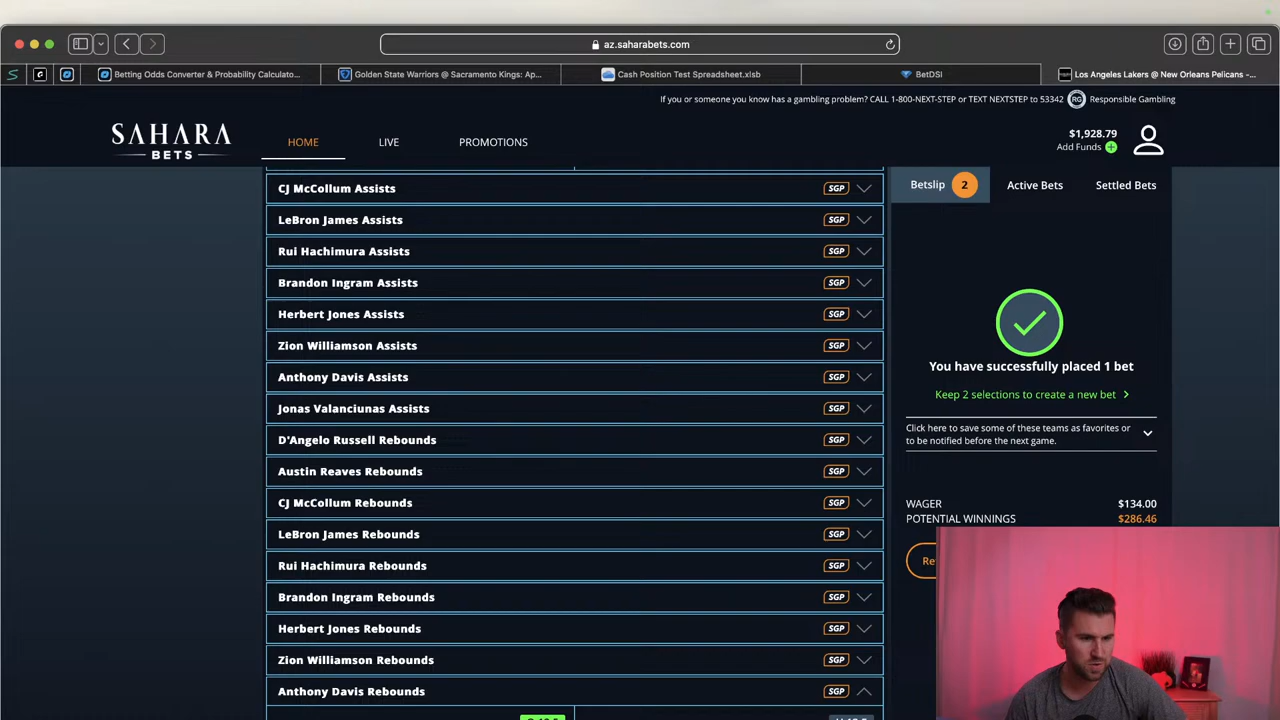 az.saharabets.com
Betting Odds Converter & Probability Calculato...
Golden State Warriors @ Sacramento Kings: Ap...
Cash Position Test Spreadsheet.xlsb
BetDSI
Los Angeles Lakers @ New Orleans Pelicans -...
If you or someone you know has a gambling problem? CALL 1-800-NEXT-STEP or TEXT NEXTSTEP to 53342
RG
Responsible Gambling
SAHARA
BETS
HOME
LIVE
PROMOTIONS
$1,928.79
Add Funds
Betslip 2
Active Bets
Settled Bets
CJ McCollum Assists SGP
LeBron James Assists SGP
Rui Hachimura Assists SGP
Brandon Ingram Assists SGP
Herbert Jones Assists SGP
Zion Williamson Assists SGP
Anthony Davis Assists SGP
Jonas Valanciunas Assists SGP
D'Angelo Russell Rebounds SGP
Austin Reaves Rebounds SGP
CJ McCollum Rebounds SGP
LeBron James Rebounds SGP
Rui Hachimura Rebounds SGP
Brandon Ingram Rebounds SGP
Herbert Jones Rebounds SGP
Zion Williamson Rebounds SGP
Anthony Davis Rebounds SGP
You have successfully placed 1 bet
Keep 2 selections to create a new bet
Click here to save some of these teams as favorites or
to be notified before the next game.
WAGER $134.00
POTENTIAL WINNINGS $286.46